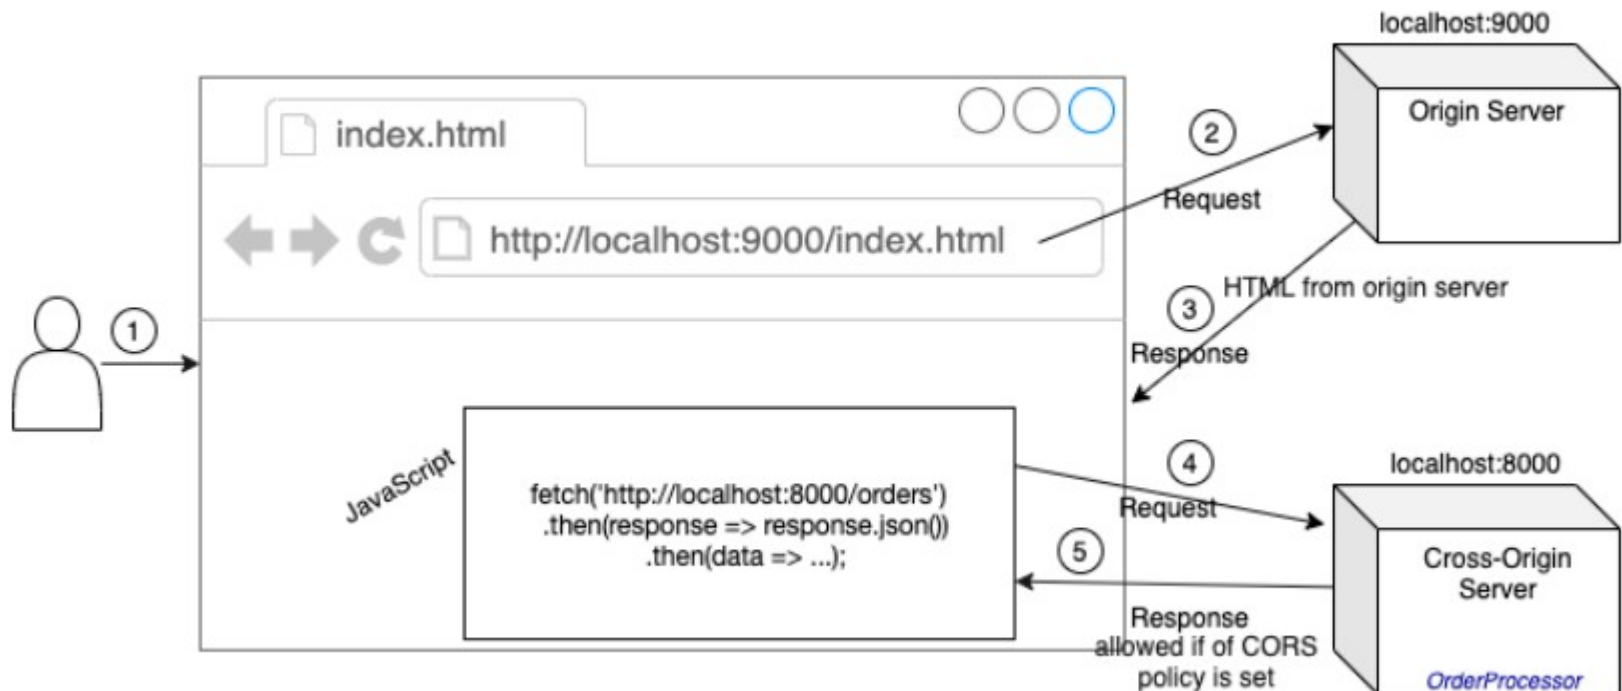 localhost:9000
Origin Server
index.html
2
Request
http://localhost:9000/index.html
HTML from origin server
3
Response
1
JavaScript
fetch('http://localhost:8000/orders')
.then(response => response.json())
.then(data => ...);
4
Request
localhost:8000
Cross-Origin
Server
5
Response
allowed if of CORS
policy is set
OrderProcessor